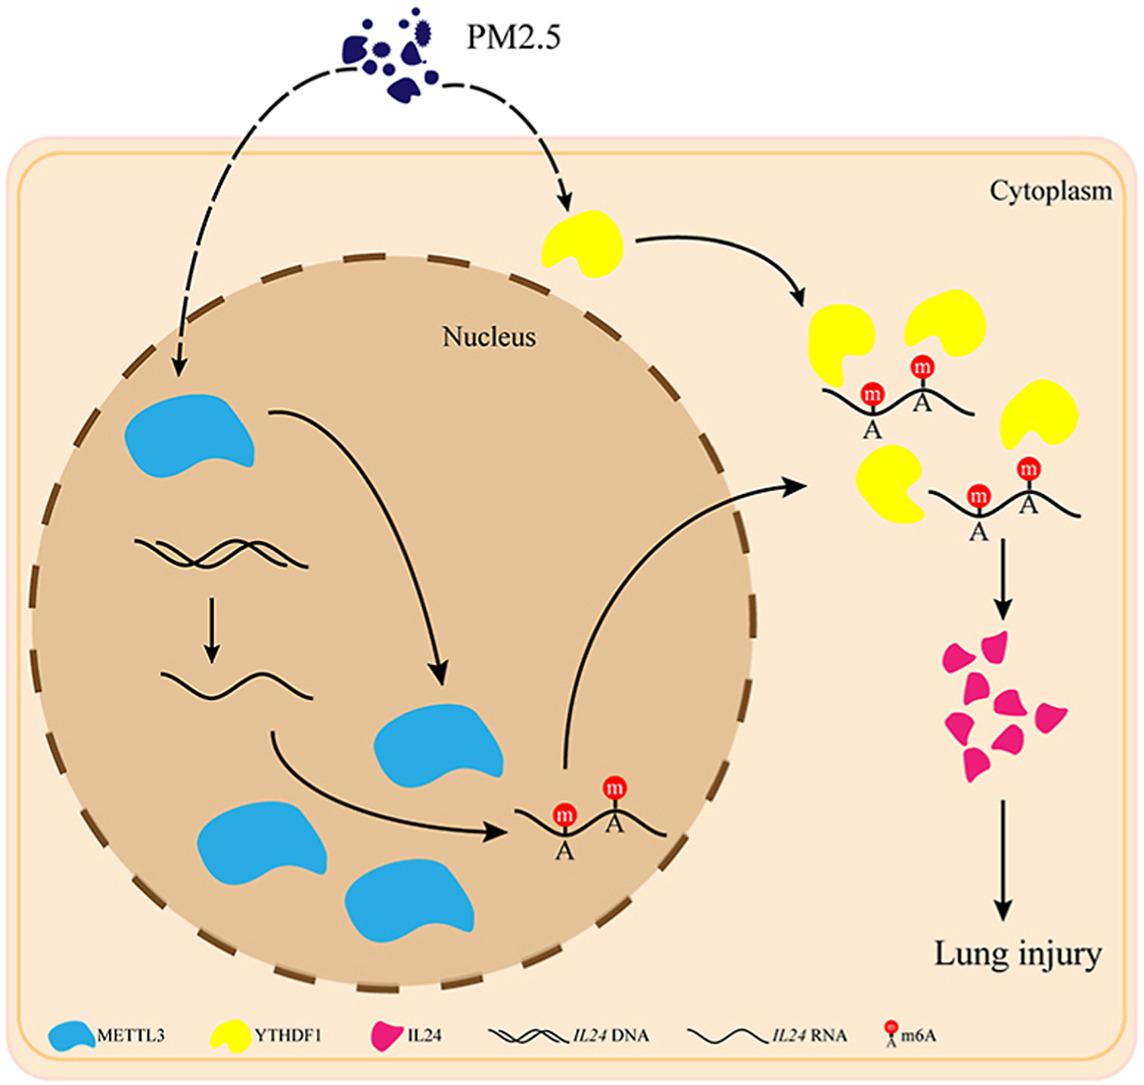 PM2.5
Cytoplasm
Nucleus
m
A
m
A
m
A
m
A
m
A
m
A
Lung injury
METTL3
YTHDF1
IL24
IL24 DNA
IL24 RNA
m
A
m6A